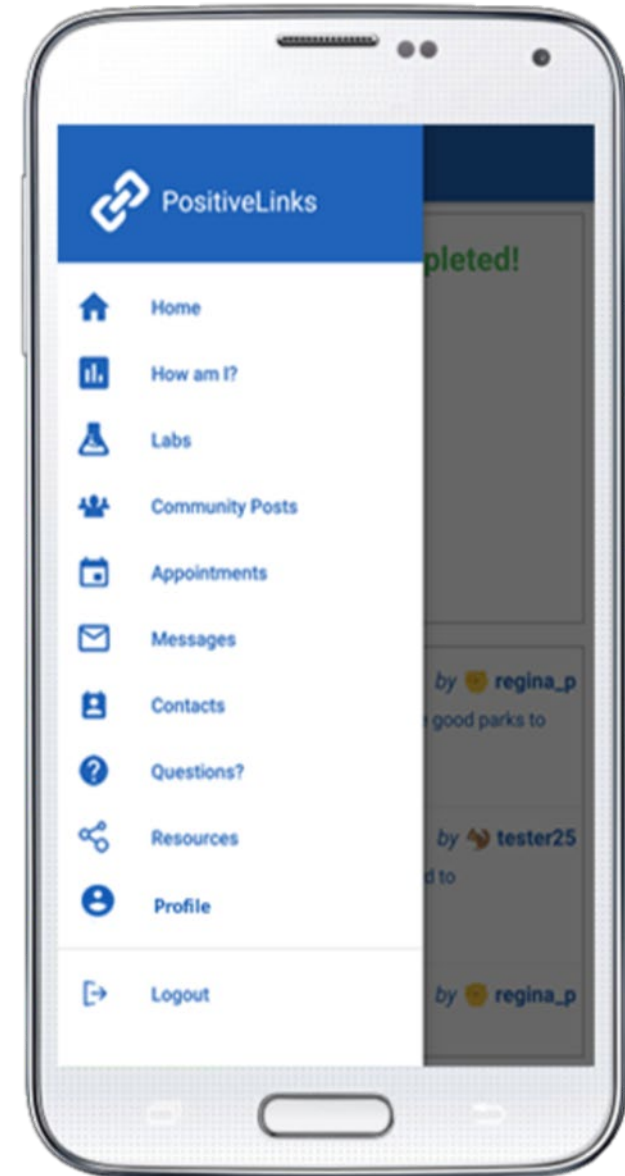 PositiveLinks
pleted!
Home
How am I?
Labs
Community Posts
Appointments
Messages
by regina_p
Contacts
good parks to
Questions?
Resources
by tester25
d to
Profile
Logout
by regina_p